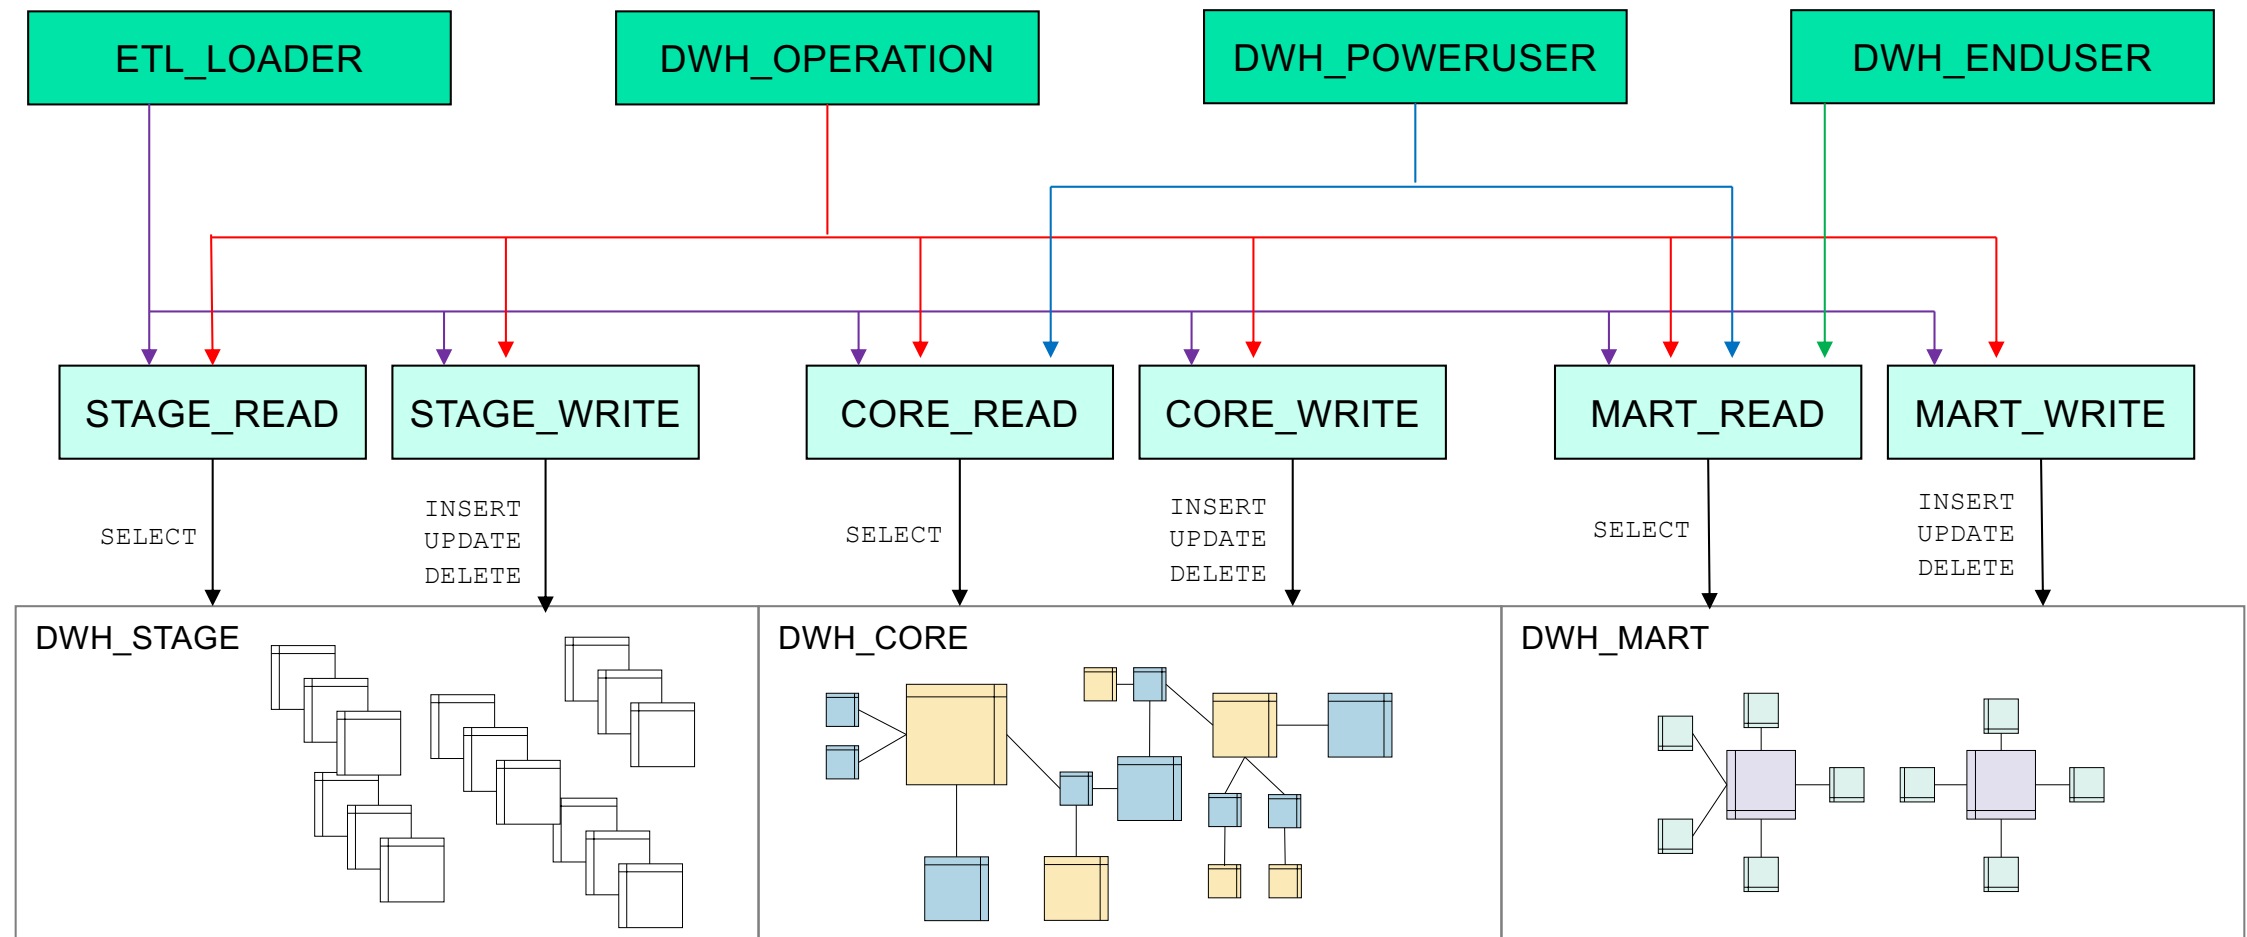 ETL_LOADER
DWH_OPERATION
DWH_POWERUSER
DWH_ENDUSER
STAGE_READ
STAGE_WRITE
CORE_READ
CORE_WRITE
MART_READ
MART_WRITE
SELECT
INSERT
UPDATE
DELETE
SELECT
INSERT
UPDATE
DELETE
SELECT
INSERT
UPDATE
DELETE
DWH_STAGE
DWH_CORE
DWH_MART